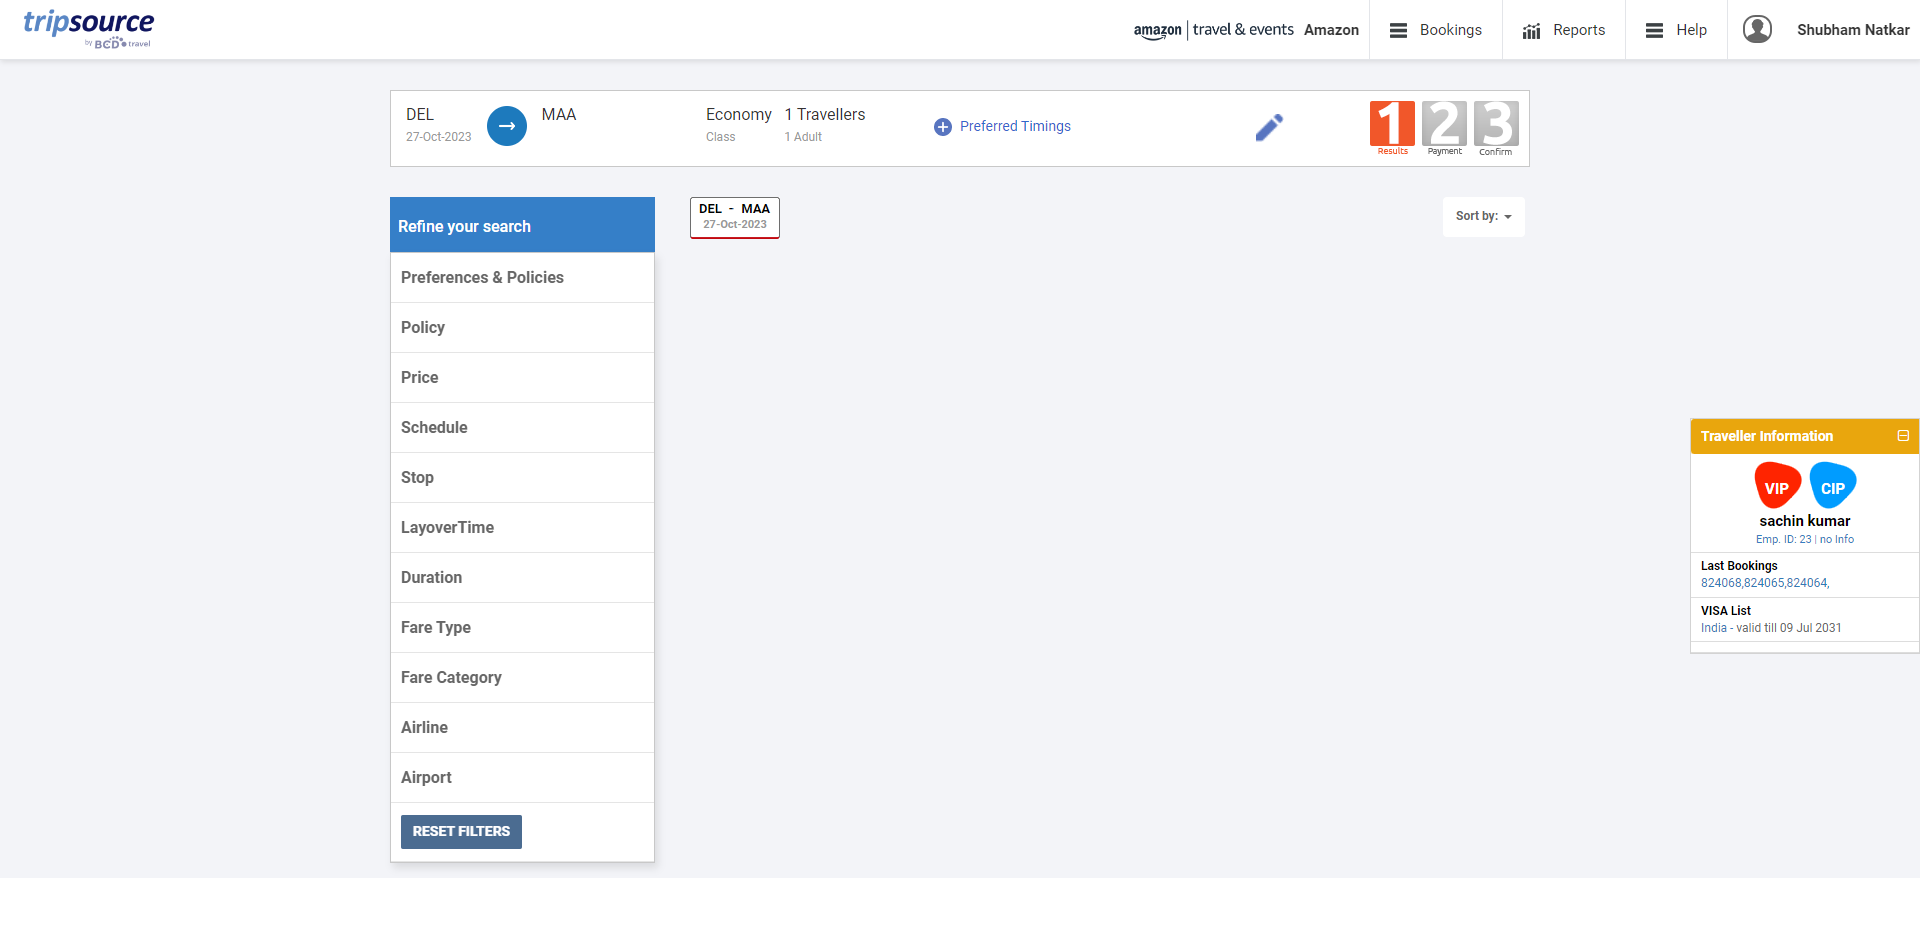 tripsource
by BCD travel
amazon | travel & events Amazon
Bookings
Reports
Help
Shubham Natkar
DEL
27-Oct-2023
MAA
Economy
Class
1 Travellers
1 Adult
Preferred Timings
1
Results
2
Payment
3
Confirm
Refine your search
Preferences & Policies
Policy
Price
Schedule
Stop
LayoverTime
Duration
Fare Type
Fare Category
Airline
Airport
RESET FILTERS
DEL - MAA
27-Oct-2023
Sort by:
Traveller Information
VIP CIP
sachin kumar
Emp. ID: 23 | no Info
Last Bookings
824068,824065,824064,
VISA List
India - valid till 09 Jul 2031